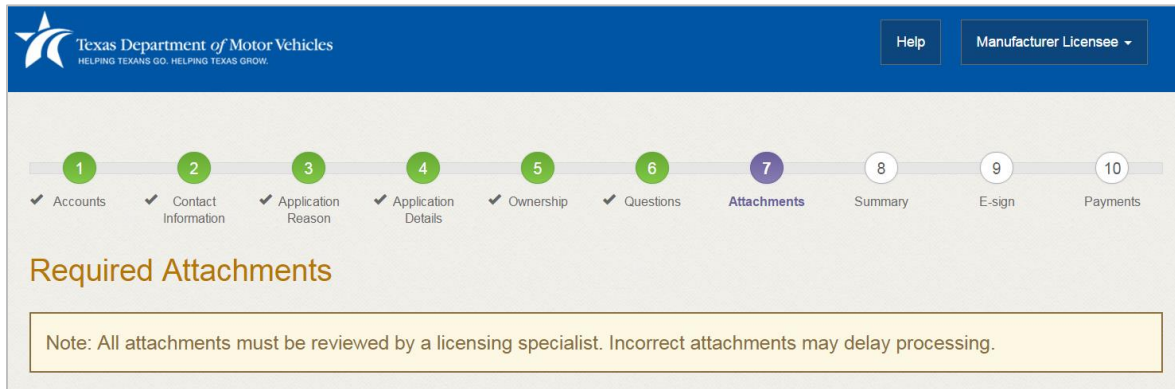 Texas Department of Motor Vehicles
HELPING TEXANS GO. HELPING TEXAS GROW.
Help
Manufacturer Licensee
1 2 3 4 5 6 7 8 9 10
Accounts Contact Application Application Ownership Questions Attachments Summary E-sign Payments
Information Reason Details
Required Attachments
Note: All attachments must be reviewed by a licensing specialist. Incorrect attachments may delay processing.